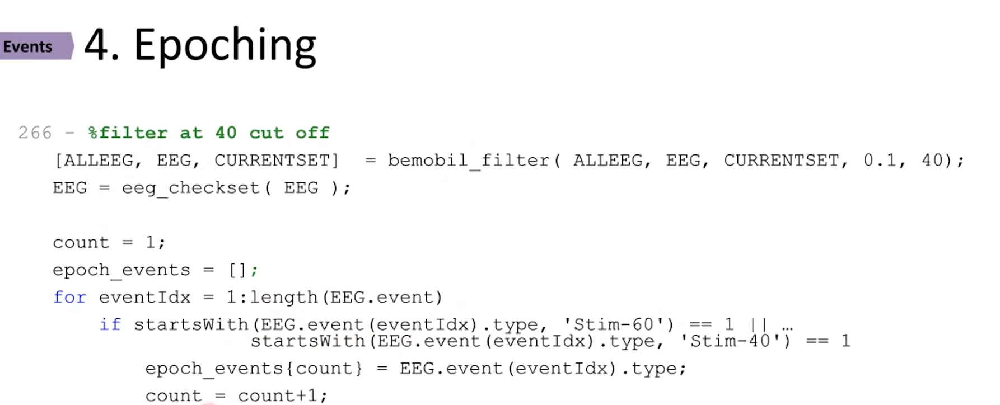 Events
4. Epoching
266 - %filter at 40 cut off
[ALLEEG, EEG, CURRENTSET]  = bemobil_filter( ALLEEG, EEG, CURRENTSET, 0.1, 40);
EEG = eeg_checkset( EEG );
count = 1;
epoch_events = [];
for eventIdx = 1:length(EEG.event)
if startsWith(EEG.event(eventIdx).type, 'Stim-60') == 1 || …
startsWith(EEG.event(eventIdx).type, 'Stim-40') == 1
epoch_events{count} = EEG.event(eventIdx).type;
count = count+1;